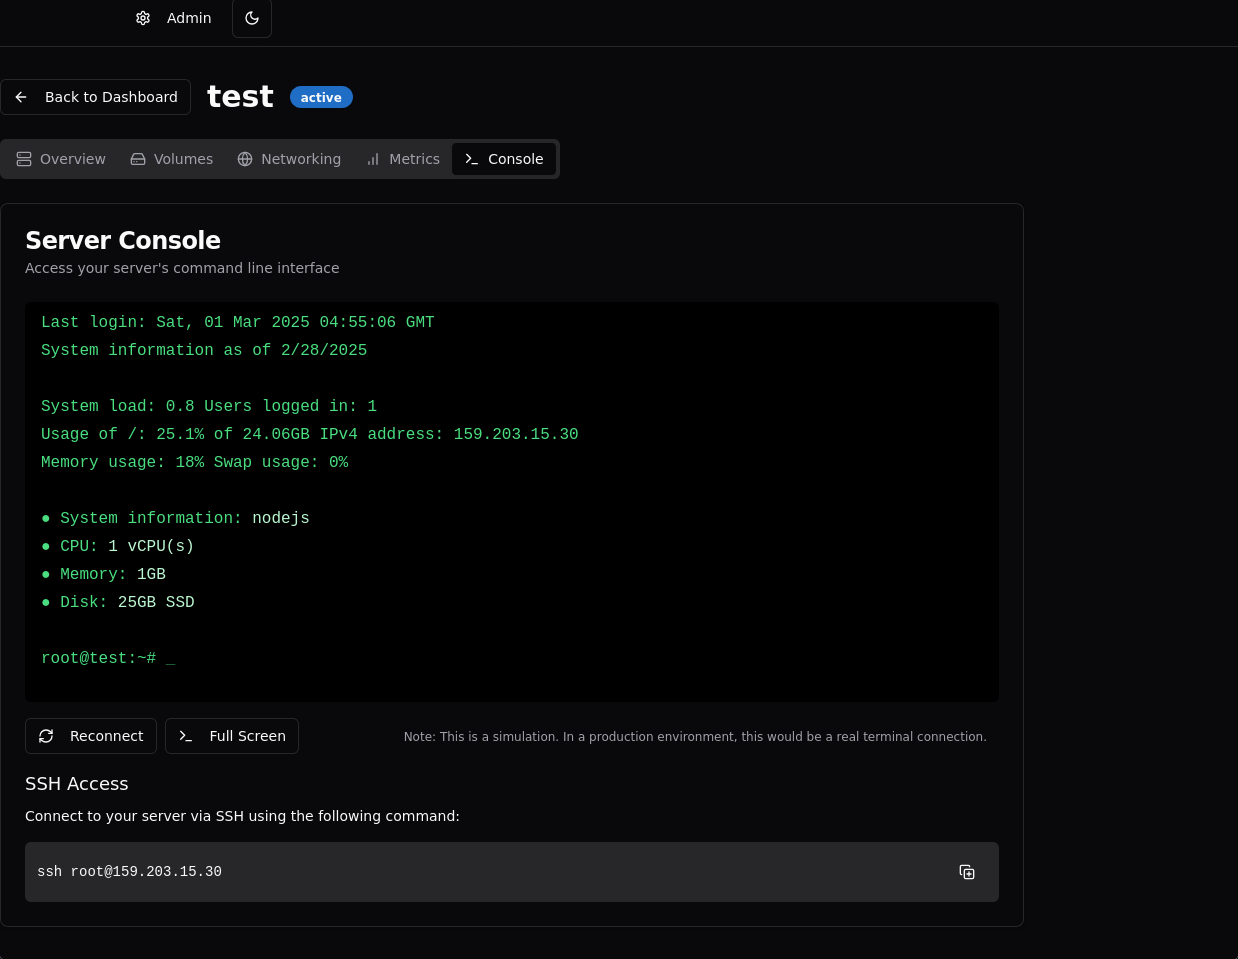 Admin
Back to Dashboard test active
Overview Volumes Networking Metrics Console
Server Console
Access your server's command line interface
Last login: Sat, 01 Mar 2025 04:55:06 GMT
System information as of 2/28/2025
System load: 0.8 Users logged in: 1
Usage of /: 25.1% of 24.06GB IPv4 address: 159.203.15.30
Memory usage: 18% Swap usage: 0%
● System information: nodejs
● CPU: 1 vCPU(s)
● Memory: 1GB
● Disk: 25GB SSD
root@test:~# _
Reconnect Full Screen Note: This is a simulation. In a production environment, this would be a real terminal connection.
SSH Access
Connect to your server via SSH using the following command:
ssh root@159.203.15.30